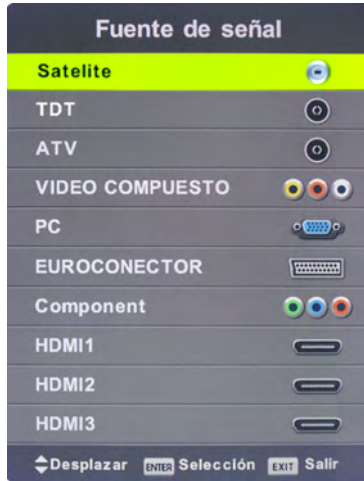 Fuente de señal
Satelite
TDT
ATV
VIDEO COMPUESTO
PC
EUROCONECTOR
Component
HDMI1
HDMI2
HDMI3
Desplazar ENTER Selección EXIT Salir